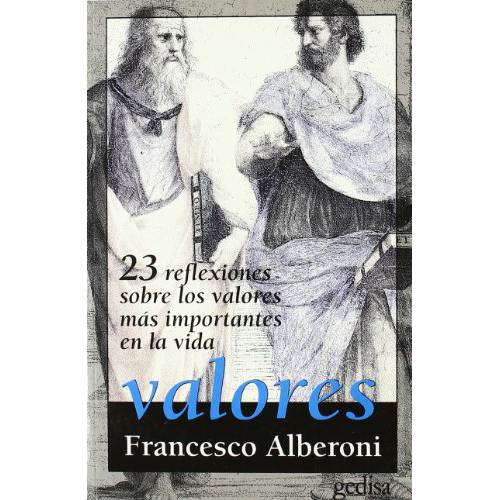 23 reflexiones
sobre los valores
más importantes
en la vida
valores
Francesco Alberoni
gedisa